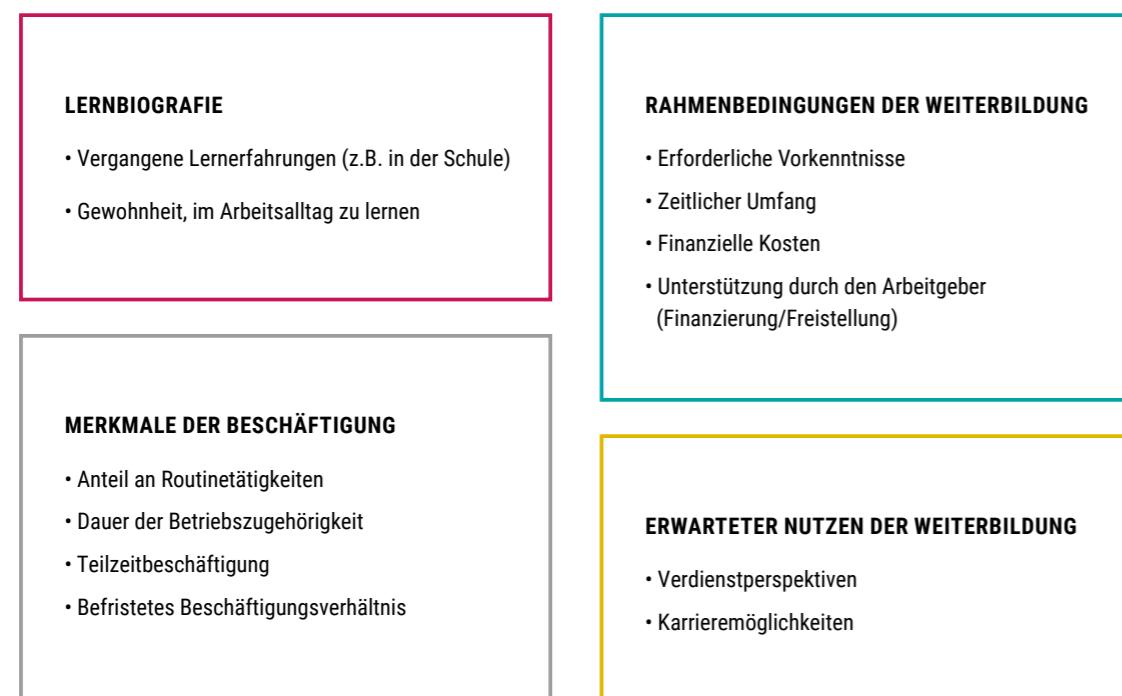 LERNBIOGRAFIE
• Vergangene Lernerfahrungen (z.B. in der Schule)
• Gewohnheit, im Arbeitsalltag zu lernen
MERKMALE DER BESCHÄFTIGUNG
• Anteil an Routinetätigkeiten
• Dauer der Betriebszugehörigkeit
• Teilzeitbeschäftigung
• Befristetes Beschäftigungsverhältnis
RAHMENBEDINGUNGEN DER WEITERBILDUNG
• Erforderliche Vorkenntnisse
• Zeitlicher Umfang
• Finanzielle Kosten
• Unterstützung durch den Arbeitgeber
(Finanzierung/Freistellung)
ERWARTETER NUTZEN DER WEITERBILDUNG
• Verdienstperspektiven
• Karrieremöglichkeiten